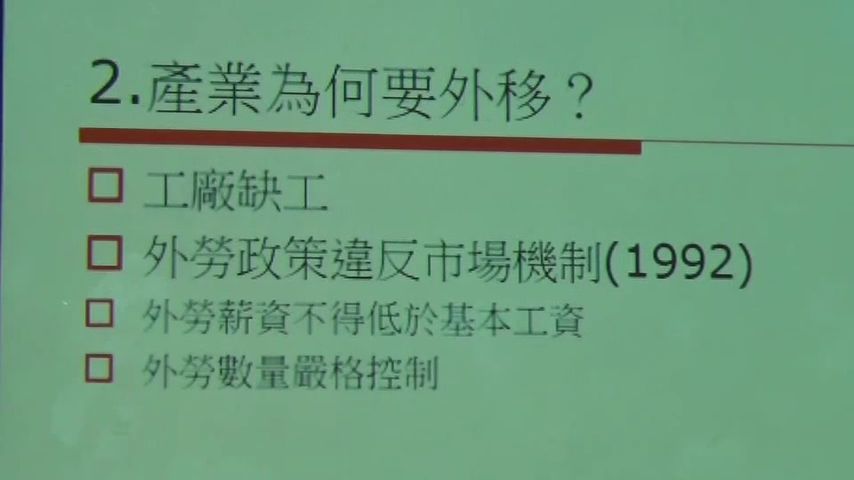 2.產業為何要外移？
工廠缺工
外勞政策違反市場機制(1992)
外勞薪資不得低於基本工資
外勞數量嚴格控制